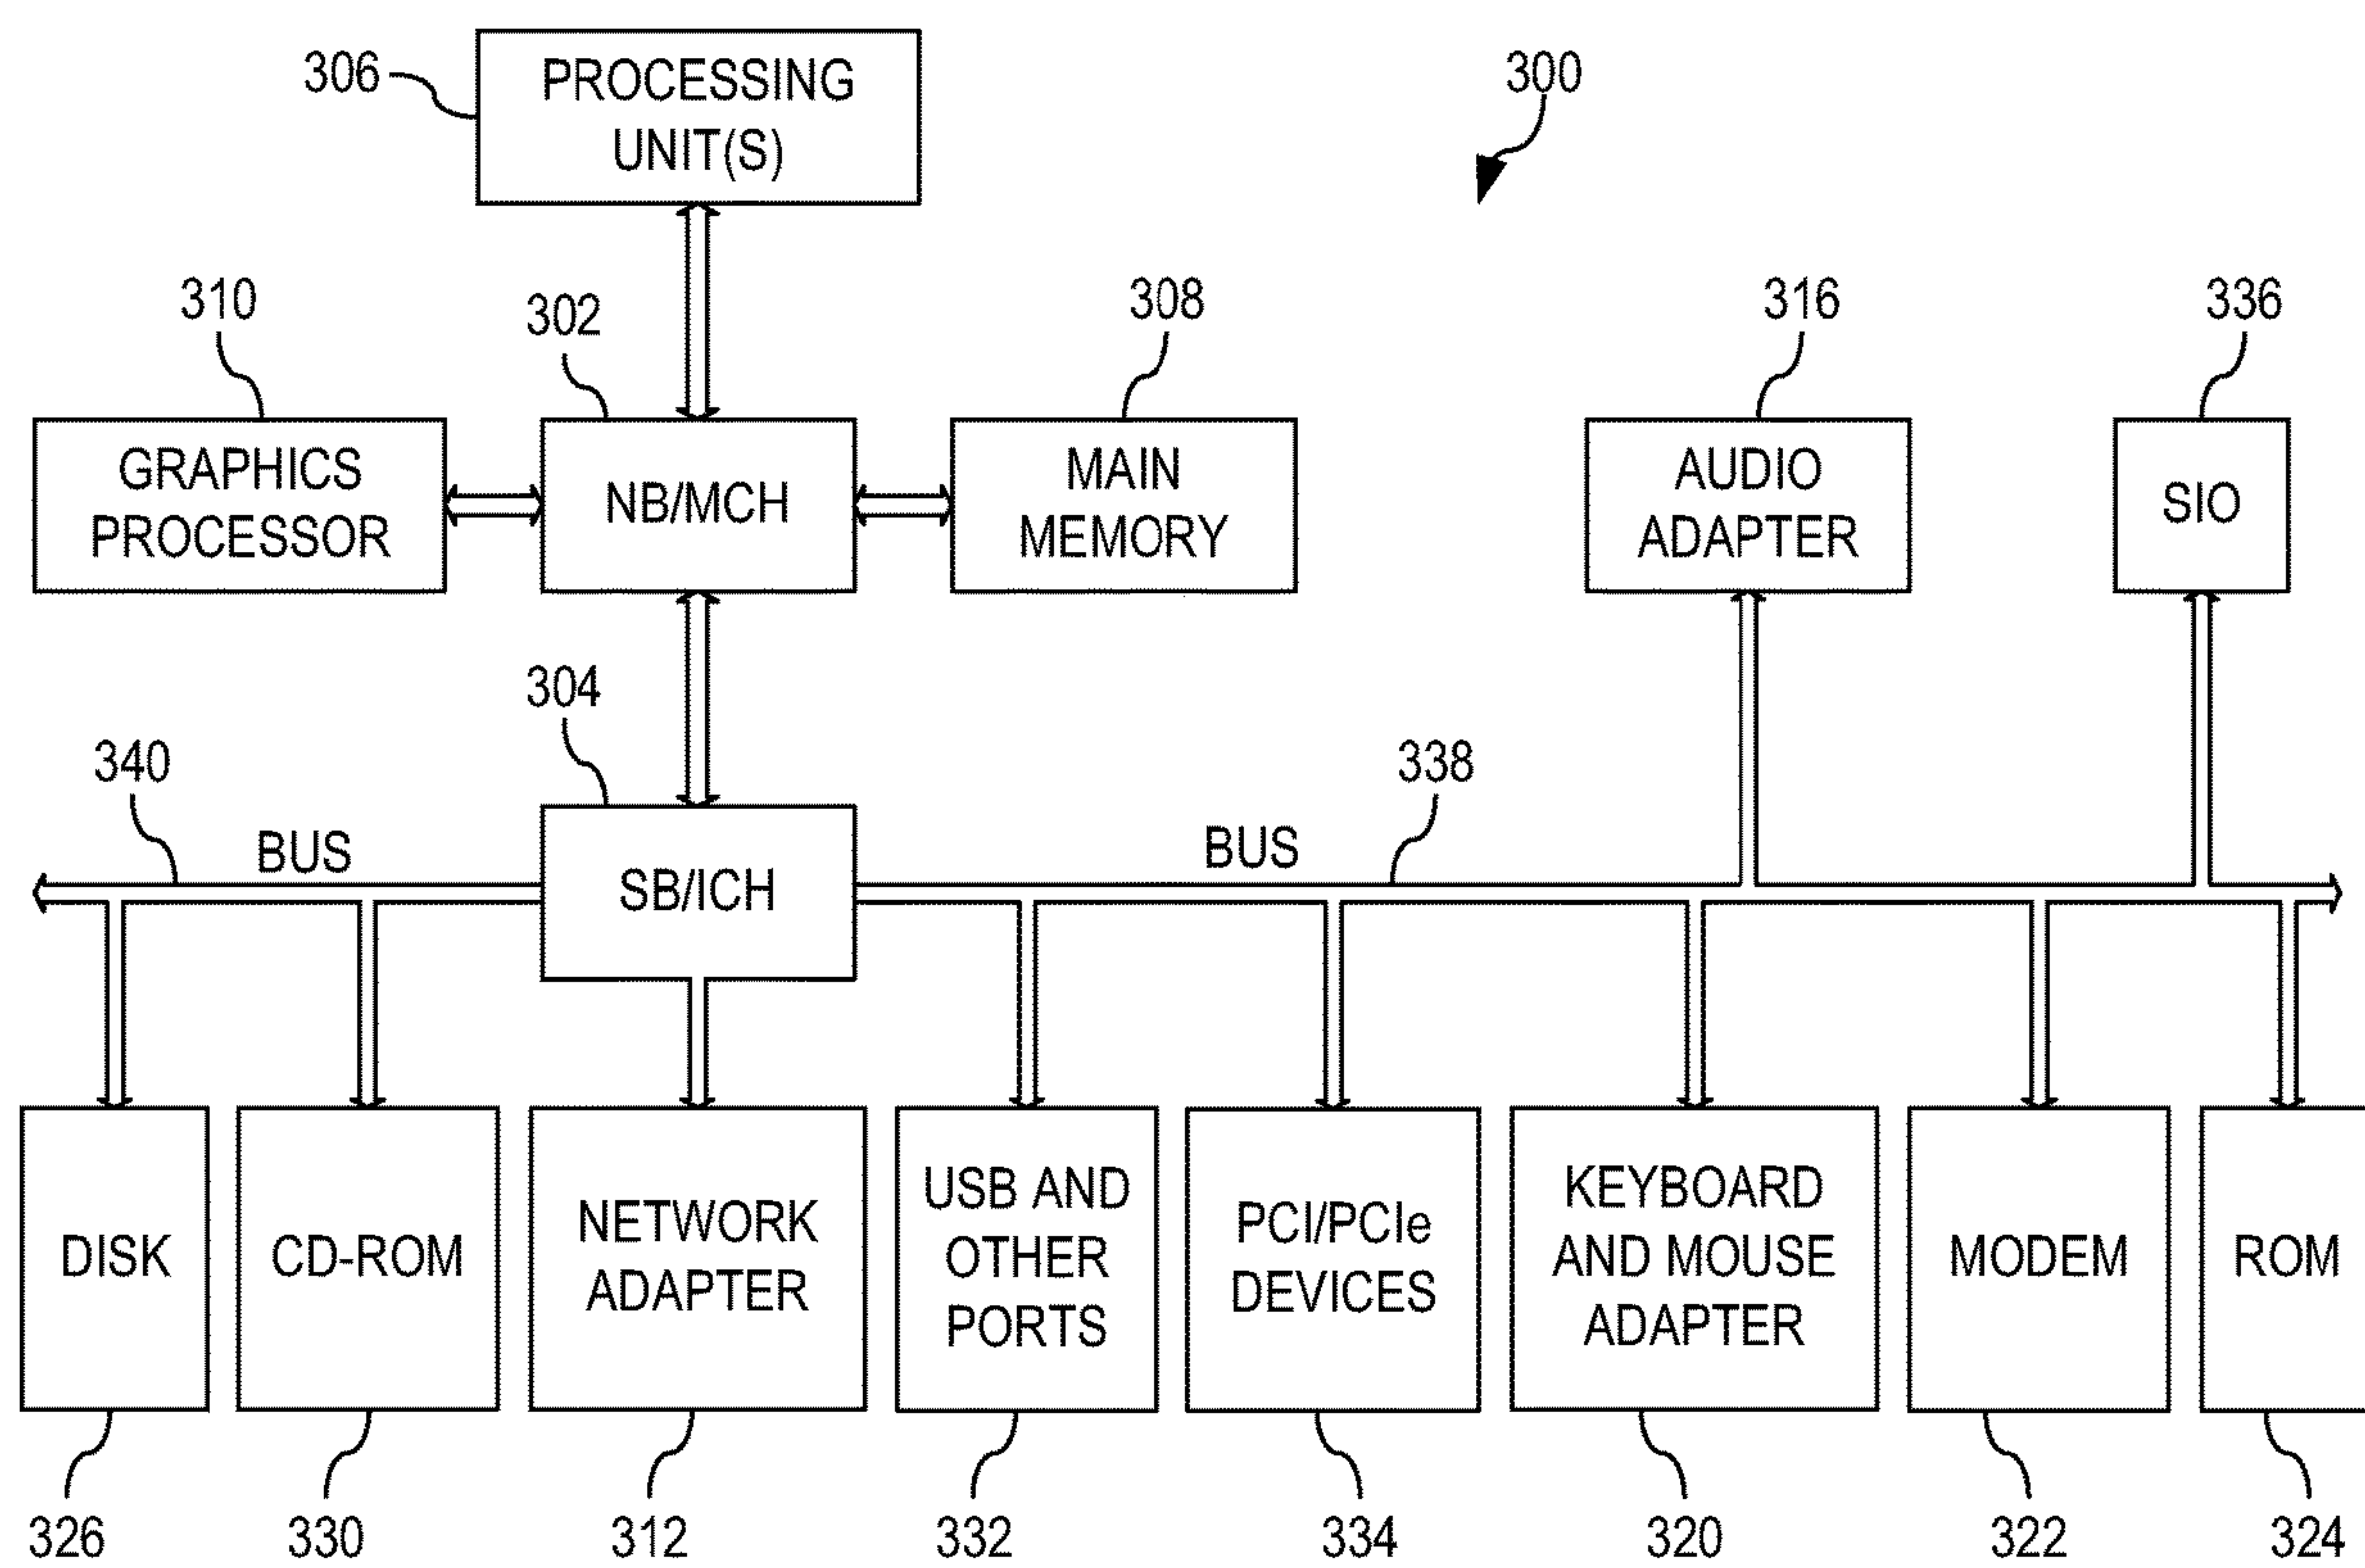 306
PROCESSING
UNIT(S)
300
310
302
308
316
336
GRAPHICS
PROCESSOR
NB/MCH
MAIN
MEMORY
AUDIO
ADAPTER
SIO
304
340
338
BUS
BUS
SB/ICH
DISK
CD-ROM
NETWORK
ADAPTER
USB AND
OTHER
PORTS
PCI/PCIe
DEVICES
KEYBOARD
AND MOUSE
ADAPTER
MODEM
ROM
326
330
312
332
334
320
322
324